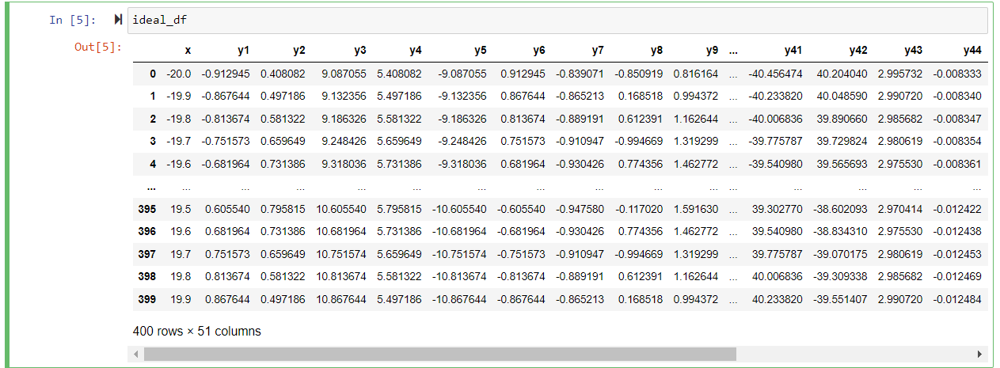 In [5]: ideal_df
Out[5]:
x y1 y2 y3 y4 y5 y6 y7 y8 y9 ... y41 y42 y43 y44
0 -20.0 -0.912945 0.408082 9.087055 5.408082 -9.087055 0.912945 -0.839071 -0.850919 0.816164 ... -40.456474 40.204040 2.995732 -0.008333
1 -19.9 -0.867644 0.497186 9.132356 5.497186 -9.132356 0.867644 -0.865213 0.168518 0.994372 ... -40.233820 40.048590 2.990720 -0.008340
2 -19.8 -0.813674 0.581322 9.186326 5.581322 -9.186326 0.813674 -0.889191 0.612391 1.162644 ... -40.006836 39.890660 2.985682 -0.008347
3 -19.7 -0.751573 0.659649 9.248426 5.659649 -9.248426 0.751573 -0.910947 -0.994669 1.319299 ... -39.775787 39.729824 2.980619 -0.008354
4 -19.6 -0.681964 0.731386 9.318036 5.731386 -9.318036 0.681964 -0.930426 0.774356 1.462772 ... -39.540980 39.565693 2.975530 -0.008361
... ... ... ... ... ... ... ... ... ... ... ... ... ... ... ...
395 19.5 0.605540 0.795815 10.605540 5.795815 -10.605540 -0.605540 -0.947580 -0.117020 1.591630 ... 39.302770 -38.602093 2.970414 -0.012422
396 19.6 0.681964 0.731386 10.681964 5.731386 -10.681964 -0.681964 -0.930426 0.774356 1.462772 ... 39.540980 -38.834310 2.975530 -0.012438
397 19.7 0.751573 0.659649 10.751574 5.659649 -10.751574 -0.751573 -0.910947 -0.994669 1.319299 ... 39.775787 -39.070175 2.980619 -0.012453
398 19.8 0.813674 0.581322 10.813674 5.581322 -10.813674 -0.813674 -0.889191 0.612391 1.162644 ... 40.006836 -39.309338 2.985682 -0.012469
399 19.9 0.867644 0.497186 10.867644 5.497186 -10.867644 -0.867644 -0.865213 0.168518 0.994372 ... 40.233820 -39.551407 2.990720 -0.012484
400 rows × 51 columns